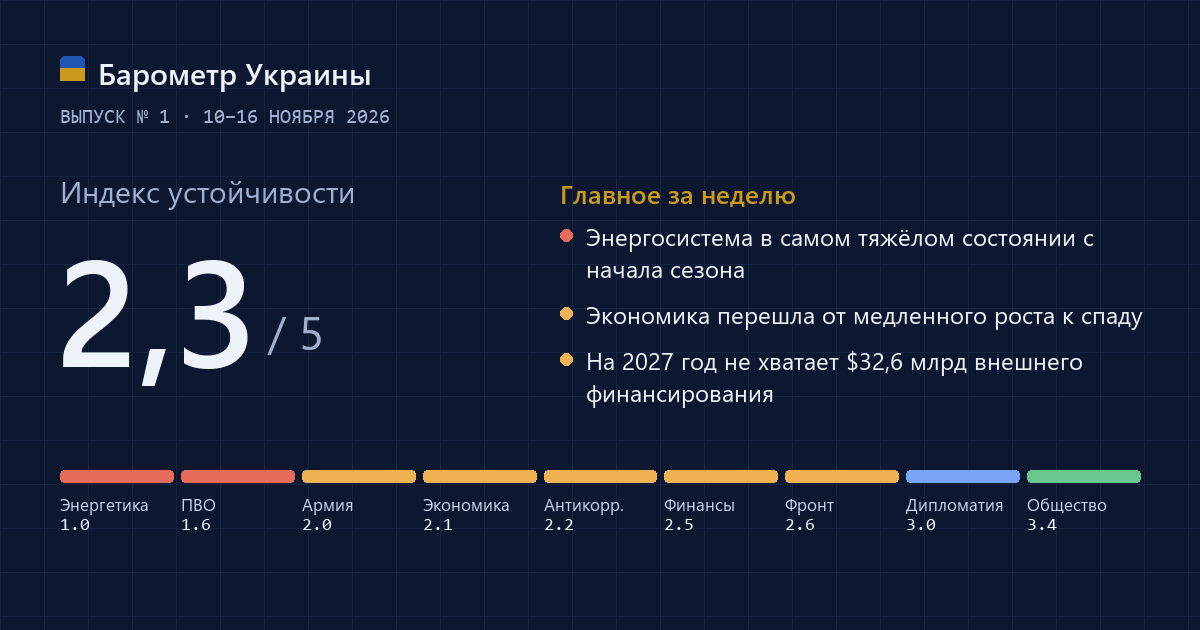 Барометр Украины
ВЫПУСК № 1 · 10–16 НОЯБРЯ 2026
Индекс устойчивости
2,3 / 5
Главное за неделю
Энергосистема в самом тяжёлом состоянии с
начала сезона
Экономика перешла от медленного роста к спаду
На 2027 год не хватает $32,6 млрд внешнего
финансирования
Энергетика ПВО Армия Экономика Антикорр. Финансы Фронт Дипломатия Общество
1.0 1.6 2.0 2.1 2.2 2.5 2.6 3.0 3.4